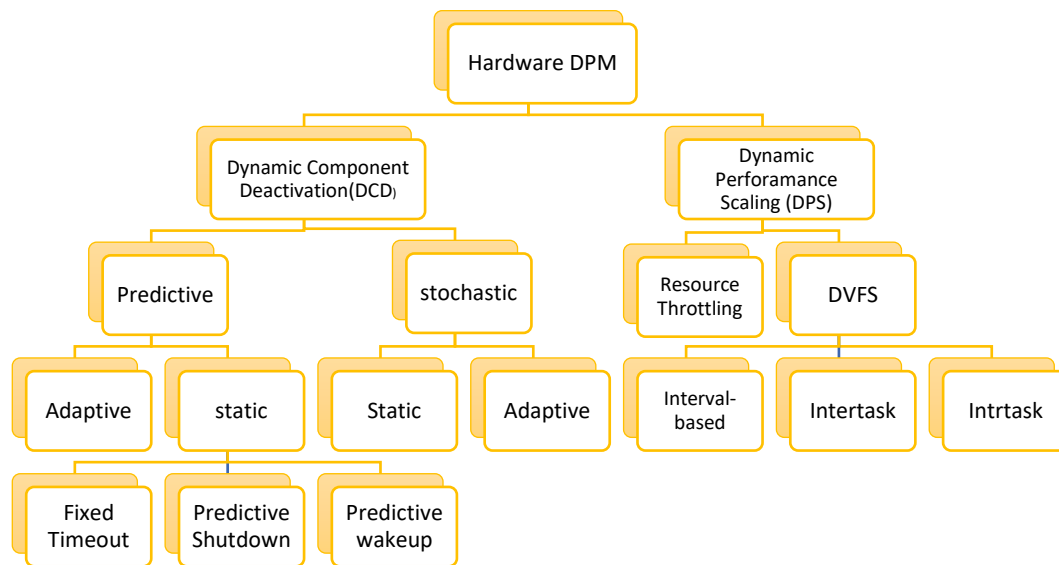 Hardware DPM
Dynamic Component
Deactivation(DCD)
Dynamic
Perforamance
Scaling (DPS)
Predictive
stochastic
Resource
Throttling
DVFS
Adaptive
static
Static
Adaptive
Interval-
based
Intertask
Intrtask
Fixed
Timeout
Predictive
Shutdown
Predictive
wakeup